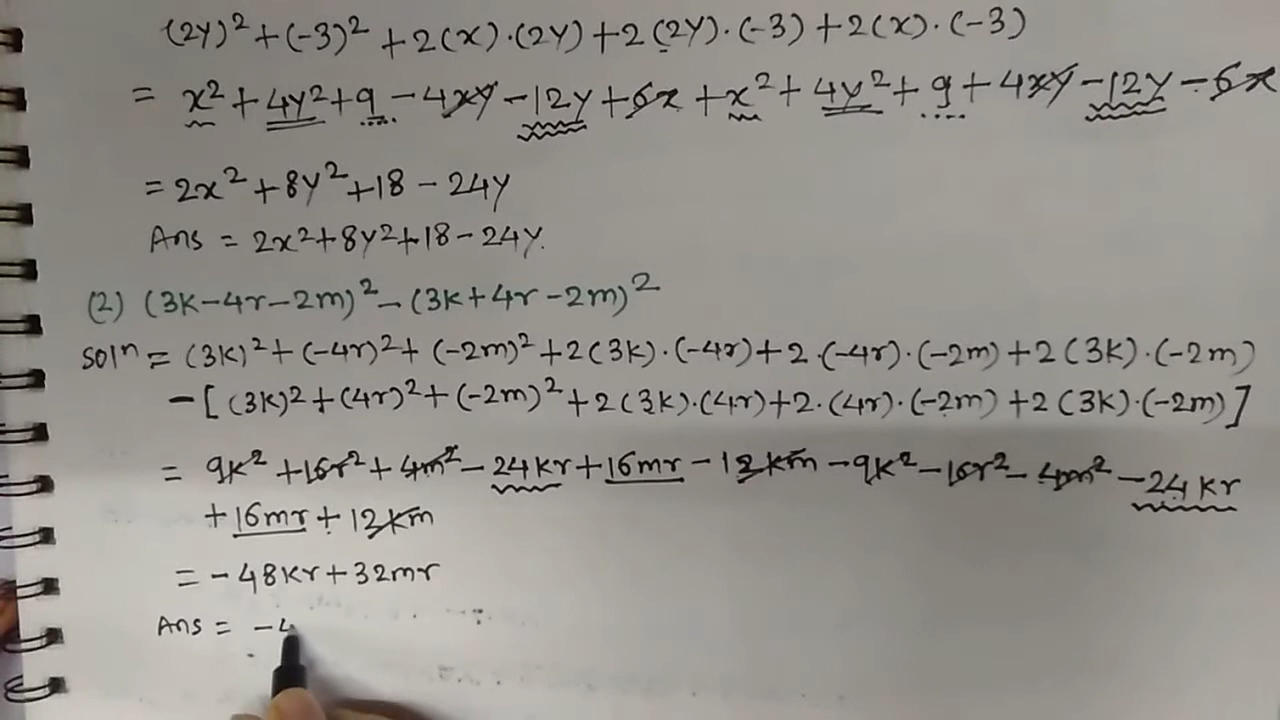 (2y)² + (-3)² + 2(x)·(2y) + 2(2y)·(-3) + 2(x)·(-3)
= x² + 4y² + 9 - 4xy - 12y + 6x + x² + 4y² + 9 + 4xy - 12y - 6x
= 2x² + 8y² + 18 - 24y
Ans = 2x² + 8y² + 18 - 24y.
(2) (3k-4r-2m)² - (3k+4r-2m)²
Solⁿ = (3k)² + (-4r)² + (-2m)² + 2(3k)·(-4r) + 2·(-4r)·(-2m) + 2(3k)·(-2m)
- [(3k)² + (4r)² + (-2m)² + 2(3k)·(4r) + 2·(4r)·(-2m) + 2(3k)·(-2m)]
= 9k² + 16r² + 4m² - 24kr + 16mr - 12km - 9k² - 16r² - 4m² - 24kr
+ 16mr + 12km
= - 48kr + 32mr
Ans = -4